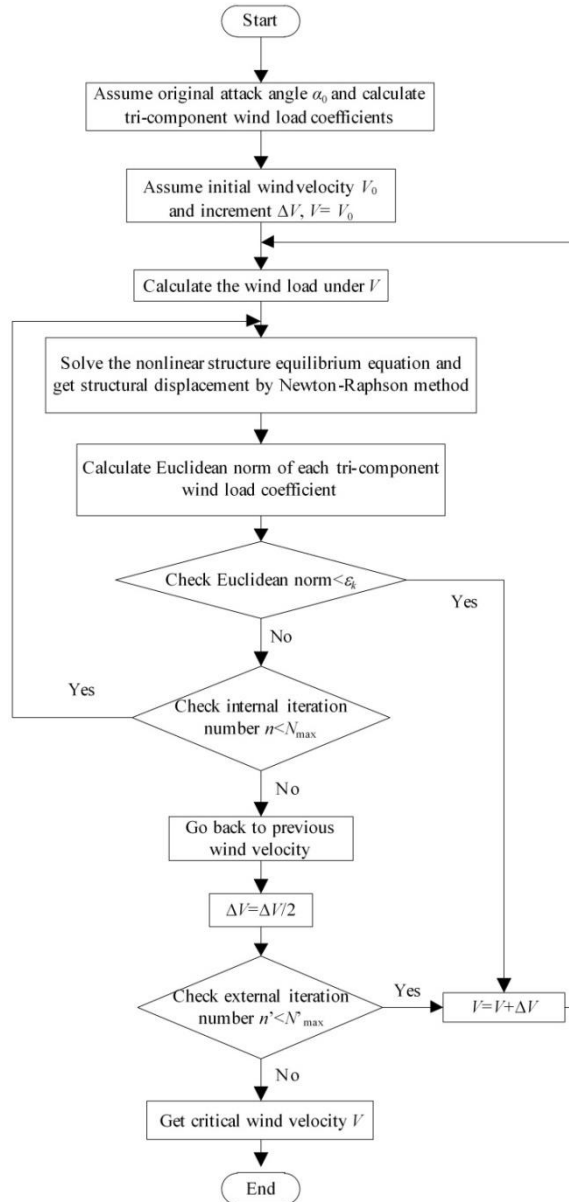 Start
Assume original attack angle α₀ and calculate
tri-component wind load coefficients
Assume initial wind velocity V₀
and increment ΔV, V= V₀
Calculate the wind load under V
Solve the nonlinear structure equilibrium equation and
get structural displacement by Newton-Raphson method
Calculate Euclidean norm of each tri-component
wind load coefficient
Check Euclidean norm<εₖ
Yes
No
Yes
Check internal iteration
number n<Nmax
No
Go back to previous
wind velocity
ΔV=ΔV/2
Check external iteration
number n'<N'max
Yes
V=V+ΔV
No
Get critical wind velocity V
End